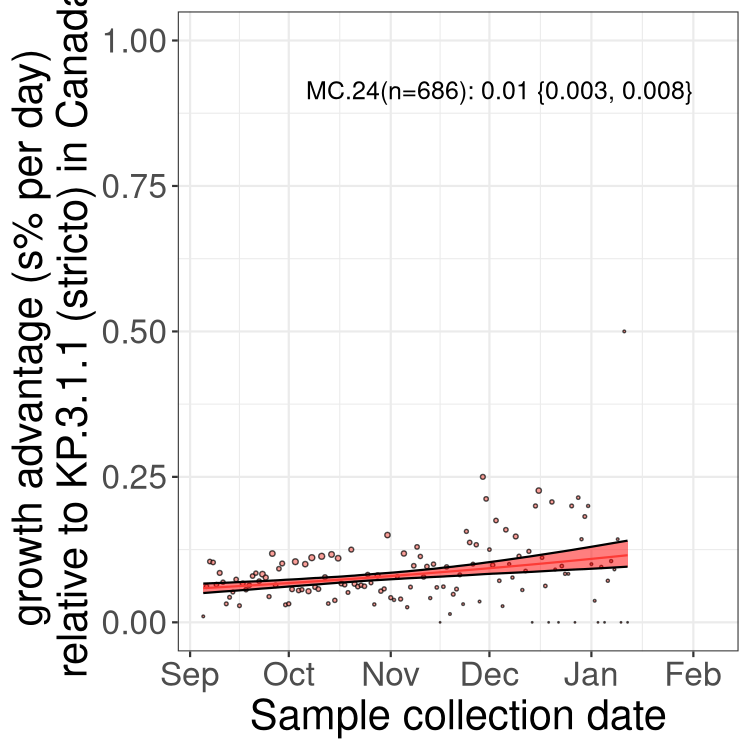 growth advantage (s% per day)
relative to KP.3.1.1 (stricto) in Canada
1.00
0.75
0.50
0.25
0.00
MC.24(n=686): 0.01 {0.003, 0.008}
Sep Oct Nov Dec Jan Feb
Sample collection date